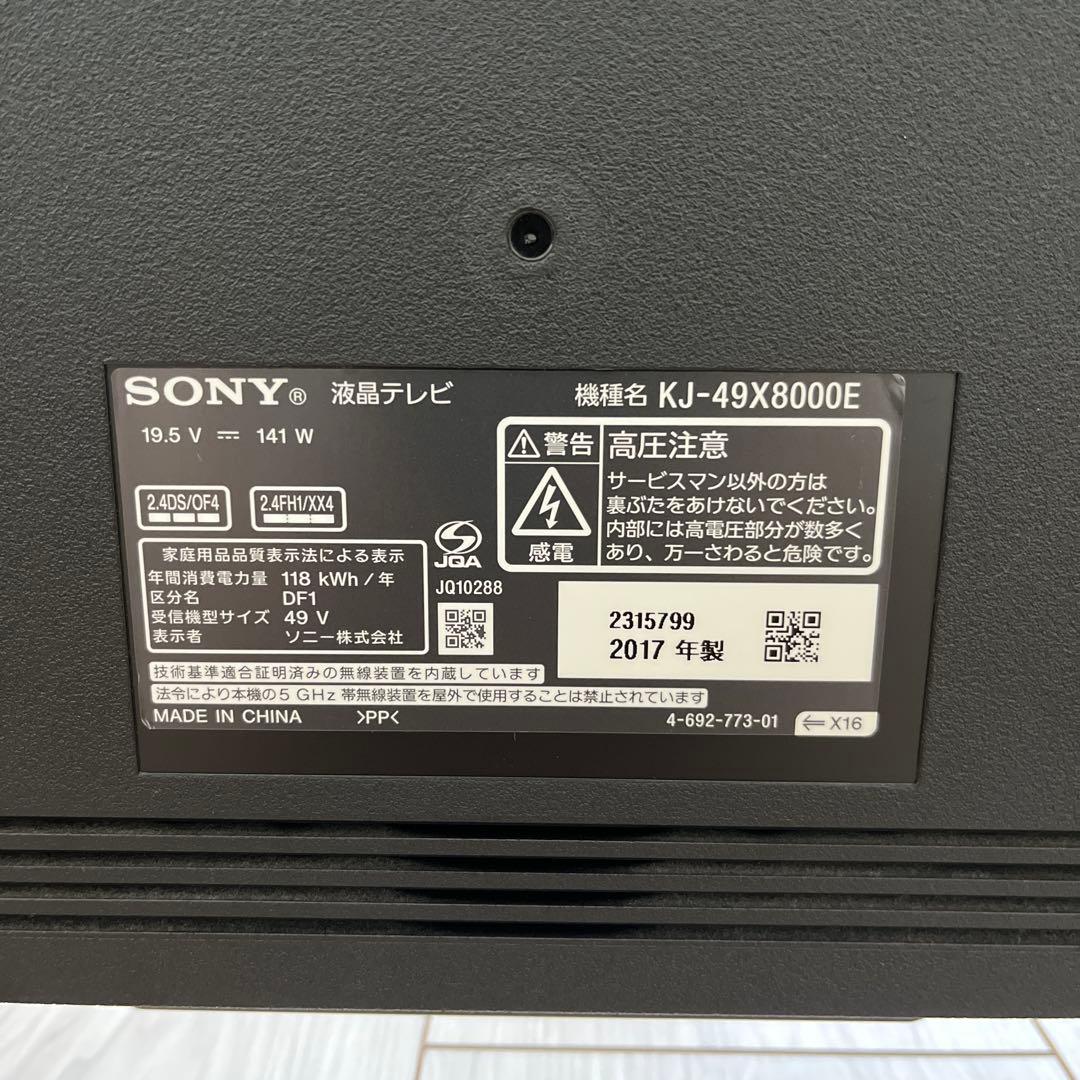 SONY® 液晶テレビ
機種名 KJ-49X8000E
19.5 V ⎓ 141 W
2.4DS/OF4
2.4FH1/XX4
⚠警告 高圧注意
感電
サービスマン以外の方は
裏ぶたをあけないでください。
内部には高電圧部分が数多く
あり、万一さわると危険です。
家庭用品品質表示法による表示
年間消費電力量 118 kWh/年
区分名 DF1
受信機型サイズ 49 V
表示者 ソニー株式会社
JQA
JQ10288
2315799
2017 年製
技術基準適合証明済みの無線装置を内蔵しています
法令により本機の5 GHz 帯無線装置を屋外で使用することは禁止されています
MADE IN CHINA >PP<
4-692-773-01 ⇐ X16